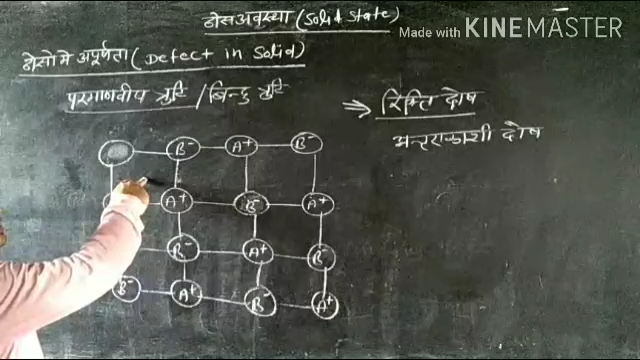 ठोस अवस्था (Solid State)
Made with KINEMASTER
ठोसो मे अपूर्णता (Defect in Solid)
परमाणवीय त्रुटि / बिन्दु त्रुटि
⇒ रिक्ति दोष
अन्तराकाशी दोष
B⁻ A⁺ B⁻
A⁺ B⁻ A⁺
B⁻ A⁺ B⁻
B⁻ A⁺ B⁻ A⁺